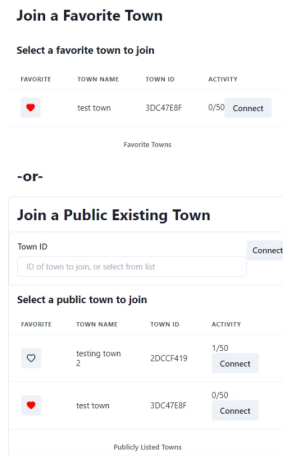 Join a Favorite Town
Select a favorite town to join
FAVORITE TOWN NAME TOWN ID ACTIVITY
test town 3DC47E8F 0/50 Connect
Favorite Towns
-or-
Join a Public Existing Town
Town ID
Connect
ID of town to join, or select from list
Select a public town to join
FAVORITE TOWN NAME TOWN ID ACTIVITY
testing town 2DCCF419 1/50
2 Connect
test town 3DC47E8F 0/50
Connect
Publicly Listed Towns